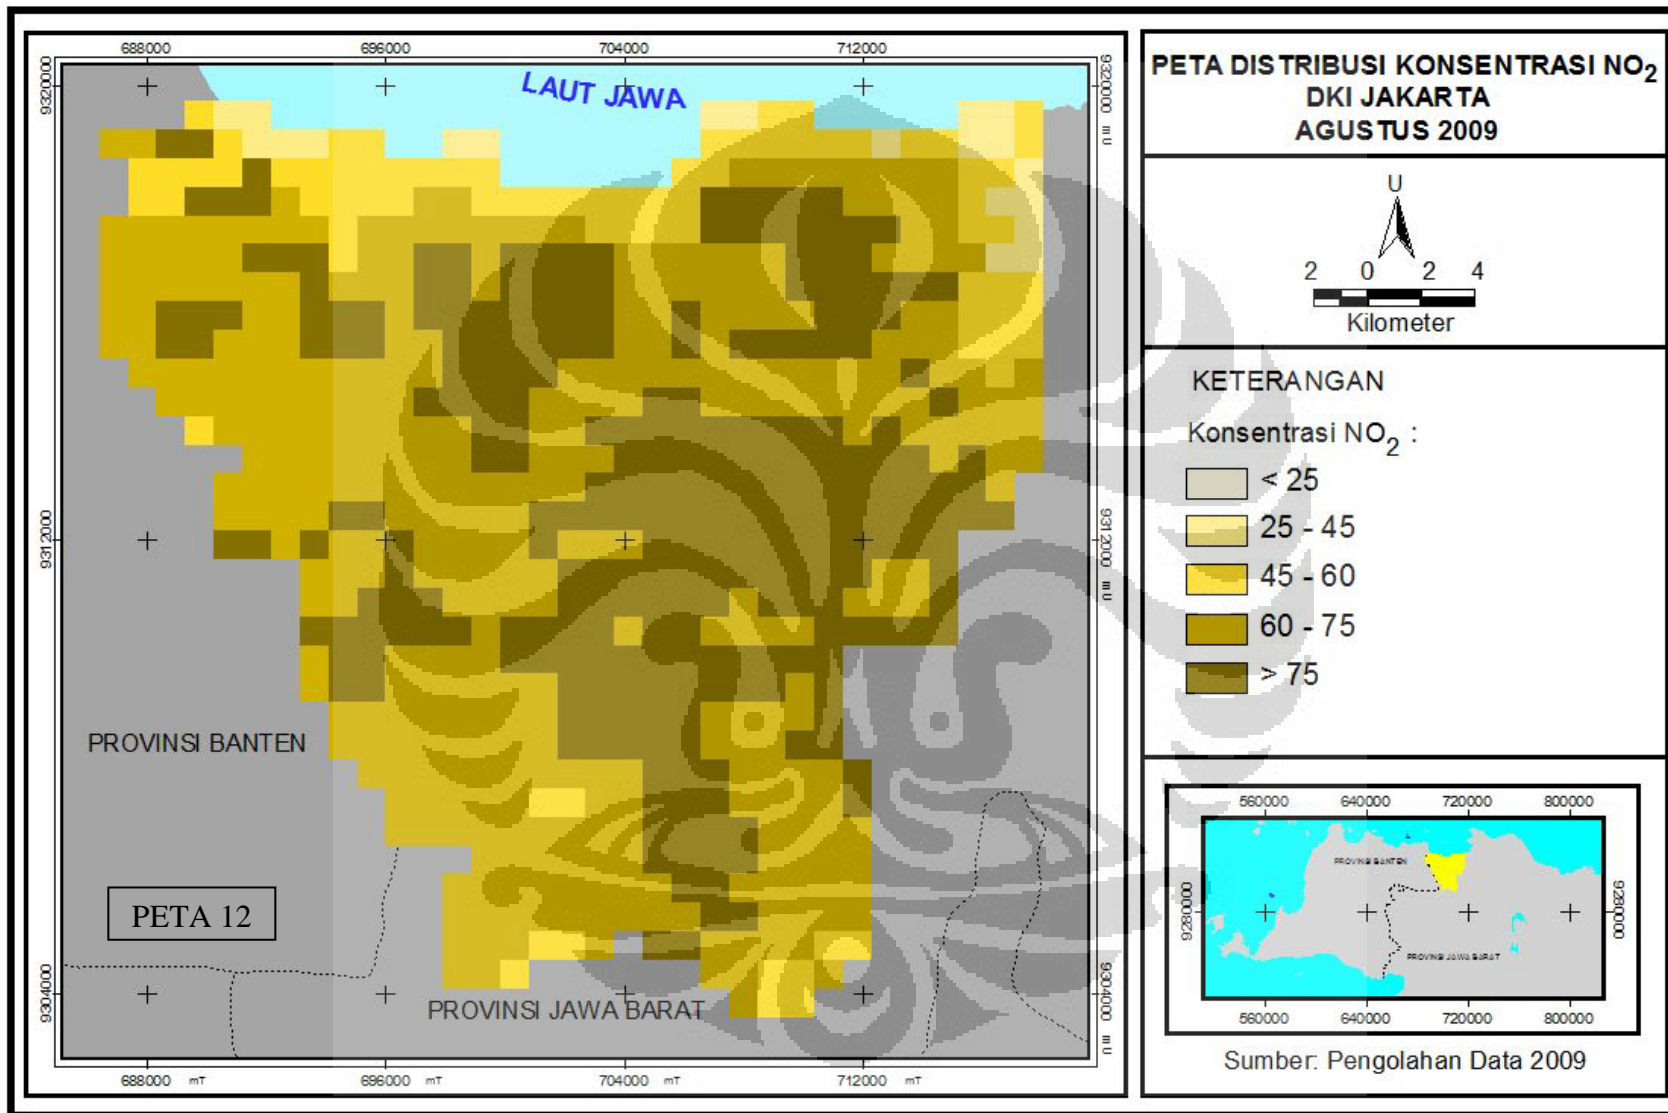 PETA DISTRIBUSI KONSENTRASI NO2
DKI JAKARTA
AGUSTUS 2009
U
2 0 2 4
Kilometer
KETERANGAN
Konsentrasi NO2 :
< 25
25 - 45
45 - 60
60 - 75
> 75
688000 696000 704000 712000
9320000
9320000 mU
LAUT JAWA
9312000
9312000 mU
PROVINSI BANTEN
PETA 12
9304000
9304000 mU
PROVINSI JAWA BARAT
688000 mT 696000 mT 704000 mT 712000
560000 640000 720000 800000
PROVINSI BANTEN
9280000
9280000
PROVINSI JAWA BARAT
560000 640000 720000 800000
Sumber: Pengolahan Data 2009